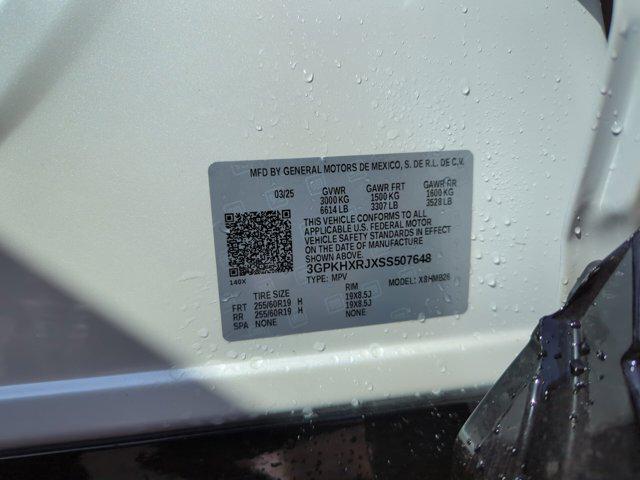 MFD BY GENERAL MOTORS DE MEXICO, S. DE R.L. DE C.V.
03/25 GVWR GAWR FRT GAWR RR
3000 KG 1500 KG 1600 KG
6614 LB 3307 LB 3528 LB
THIS VEHICLE CONFORMS TO ALL
APPLICABLE U.S. FEDERAL MOTOR
VEHICLE SAFETY STANDARDS IN
EFFECT ON THE DATE OF MANUFACTURE
SHOWN ABOVE.
3GPKHXRJXSS507648
140X TYPE: MPV MODEL: X8HMB26
TIRE SIZE RIM
FRT 255/60R19 H 19X8.5J
RR 255/60R19 H 19X8.5J
SPA NONE NONE